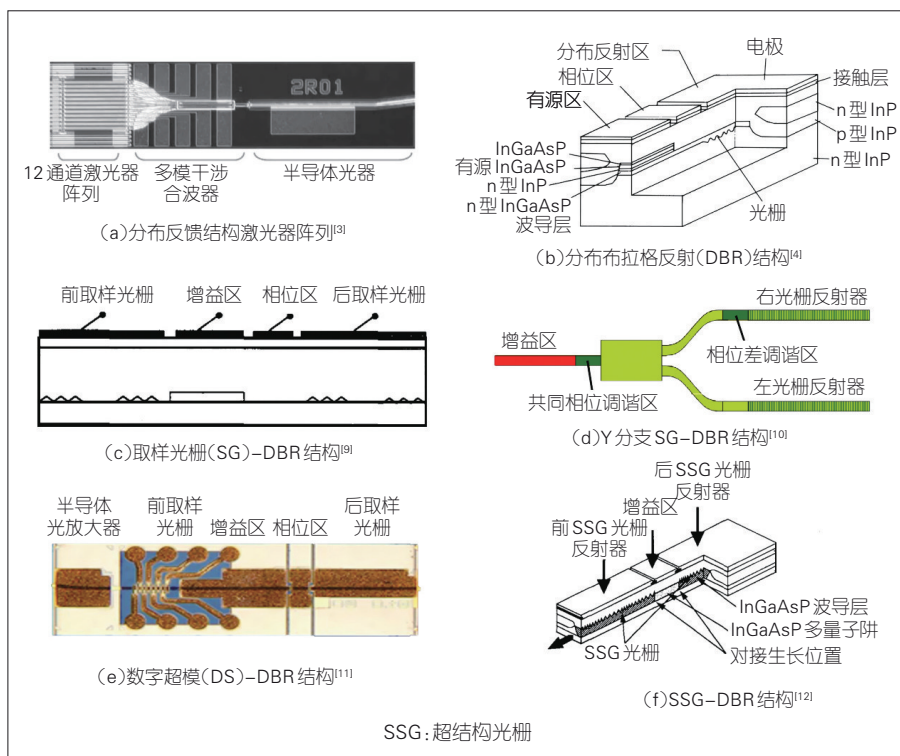 2R01
12通道激光器
阵列
多模干涉
合波器
半导体光器
(a)分布反馈结构激光器阵列[3]
分布反射区
相位区
有源区
电极
接触层
n型InP
p型InP
n型InP
InGaAsP
有源InGaAsP
n型InP
n型InGaAsP
波导层
光栅
(b)分布布拉格反射(DBR)结构[4]
前取样光栅
增益区
相位区
后取样光栅
(c)取样光栅(SG)-DBR结构[9]
右光栅反射器
增益区
相位差调谐区
共同相位调谐区
左光栅反射器
(d)Y分支SG-DBR结构[10]
半导体
光放大器
前取样
光栅
增益区
相位区
后取样
光栅
(e)数字超模(DS)-DBR结构[11]
后SSG光栅
反射器
增益区
前SSG光栅
反射器
InGaAsP波导层
InGaAsP多量子阱
SSG光栅
对接生长位置
(f)SSG-DBR结构[12]
SSG:超结构光栅